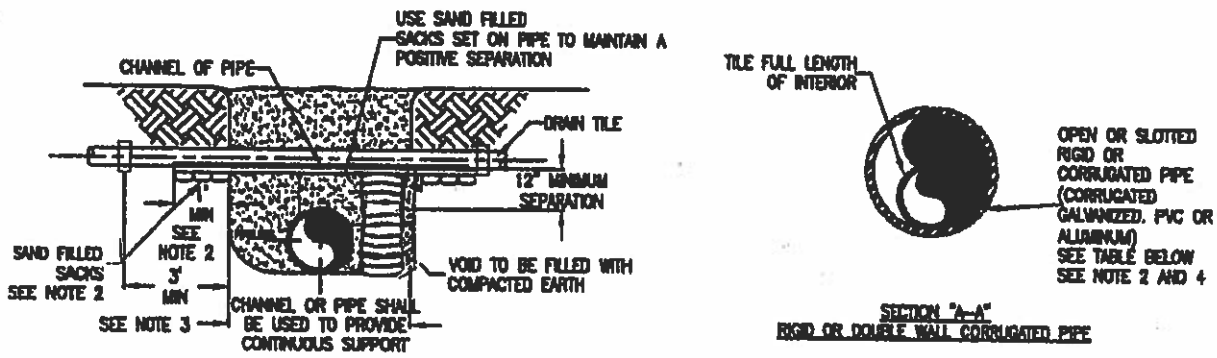 USE SAND FILLED
SACKS SET ON PIPE TO MAINTAIN A
POSITIVE SEPARATION
CHANNEL OF PIPE
DRAIN TILE
12" MINIMUM
SEPARATION
1'
MIN
SEE
NOTE 2
SAND FILLED
SACKS
SEE NOTE 2
3'
MIN
SEE NOTE 3
VOID TO BE FILLED WITH
COMPACTED EARTH
CHANNEL OR PIPE SHALL
BE USED TO PROVIDE
CONTINUOUS SUPPORT
TILE FULL LENGTH
OF INTERIOR
OPEN OR SLOTTED
RIGID OR
CORRUGATED PIPE
(CORRUGATED
GALVANIZED, PVC OR
ALUMINUM)
SEE TABLE BELOW
SEE NOTE 2 AND 4
SECTION "A-A"
RIGID OR DOUBLE WALL CORRUGATED PIPE